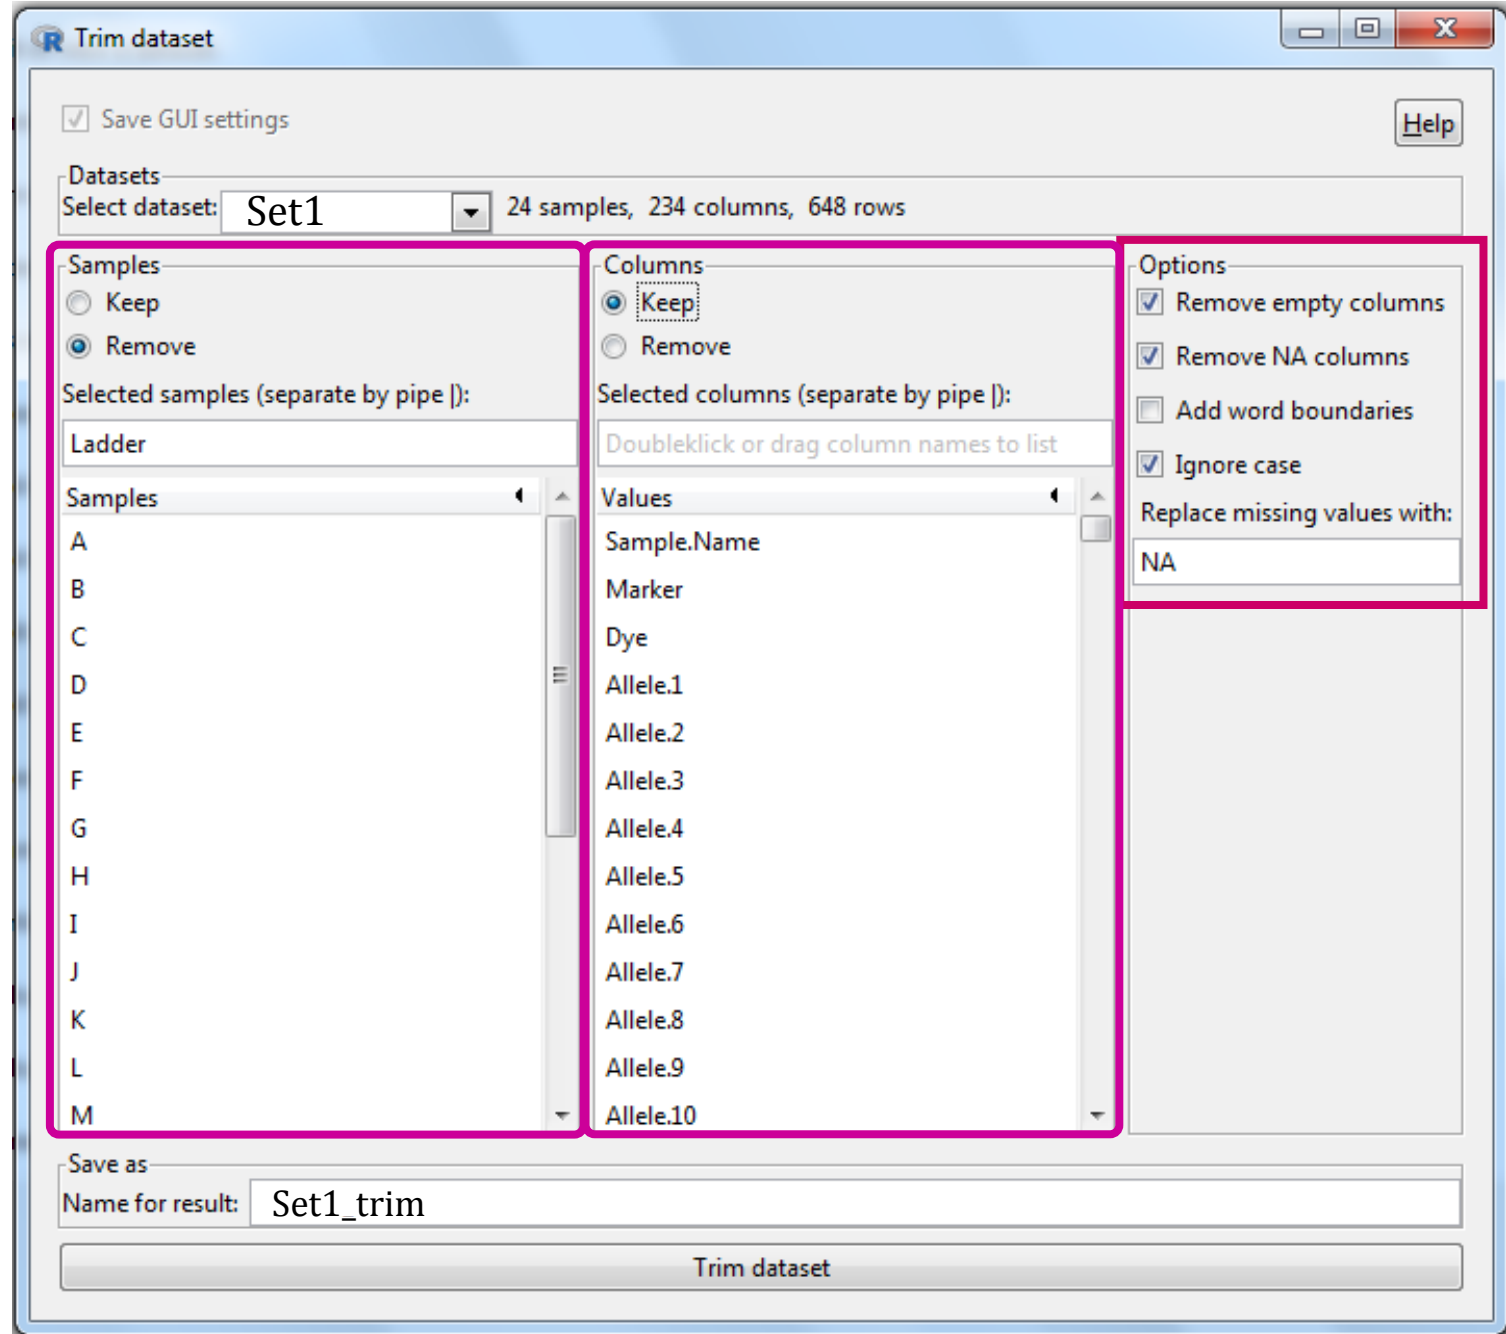 Trim dataset
Save GUI settings
Help
Datasets
Select dataset: Set1 24 samples, 234 columns, 648 rows
Samples
Keep
Remove
Selected samples (separate by pipe |):
Ladder
Samples
A
B
C
D
E
F
G
H
I
J
K
L
M
Columns
Keep
Remove
Selected columns (separate by pipe |):
Doubleklick or drag column names to list
Values
Sample.Name
Marker
Dye
Allele.1
Allele.2
Allele.3
Allele.4
Allele.5
Allele.6
Allele.7
Allele.8
Allele.9
Allele.10
Options
Remove empty columns
Remove NA columns
Add word boundaries
Ignore case
Replace missing values with:
NA
Save as
Name for result: Set1_trim
Trim dataset